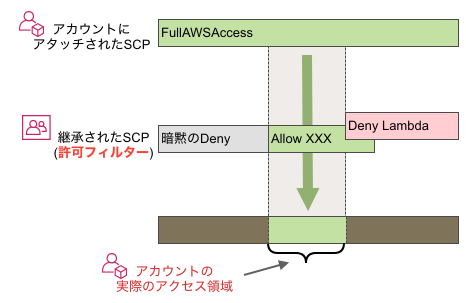 アカウントに
アタッチされたSCP
FullAWSAccess
継承されたSCP
(許可フィルター)
暗黙のDeny
Allow XXX
Deny Lambda
アカウントの
実際のアクセス領域